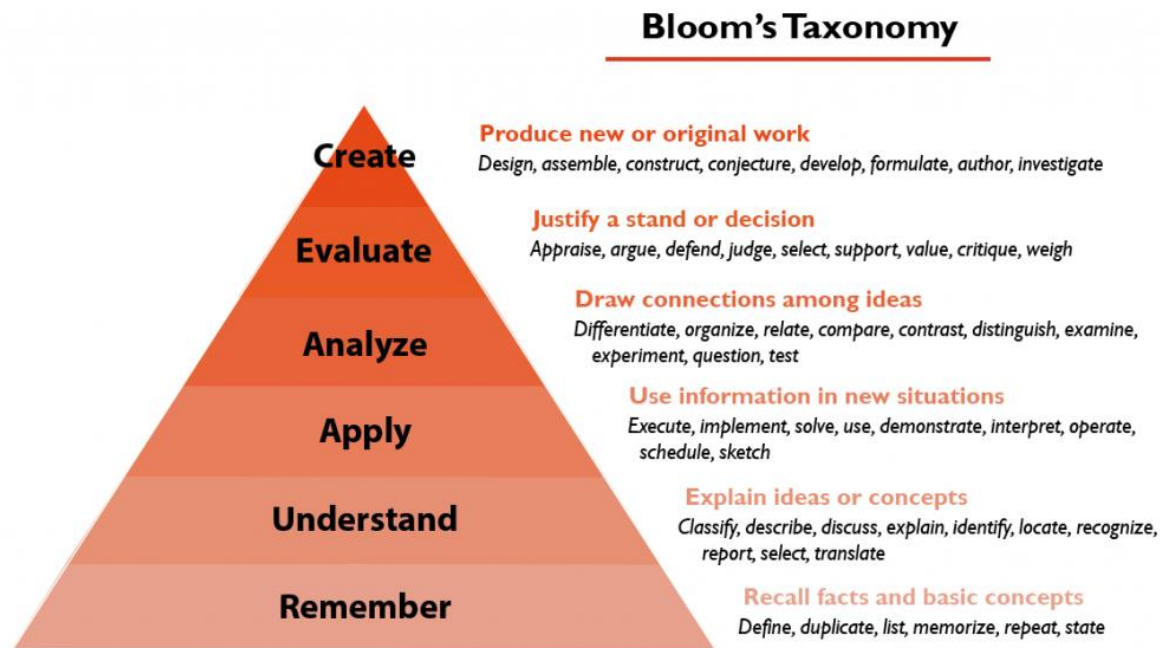 Bloom's Taxonomy
Create
Produce new or original work
Design, assemble, construct, conjecture, develop, formulate, author, investigate
Evaluate
Justify a stand or decision
Appraise, argue, defend, judge, select, support, value, critique, weigh
Analyze
Draw connections among ideas
Differentiate, organize, relate, compare, contrast, distinguish, examine,
experiment, question, test
Apply
Use information in new situations
Execute, implement, solve, use, demonstrate, interpret, operate,
schedule, sketch
Understand
Explain ideas or concepts
Classify, describe, discuss, explain, identify, locate, recognize,
report, select, translate
Remember
Recall facts and basic concepts
Define, duplicate, list, memorize, repeat, state